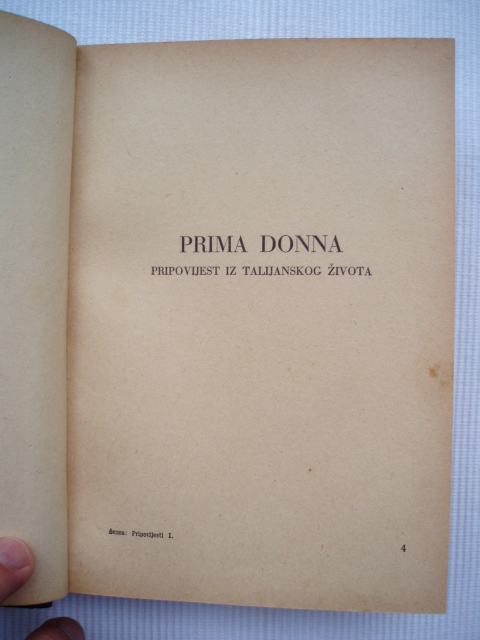 PRIMA DONNA
PRIPOVIJEST IZ TALIJANSKOG ŽIVOTA
Šenoa: Pripovijesti I.
4